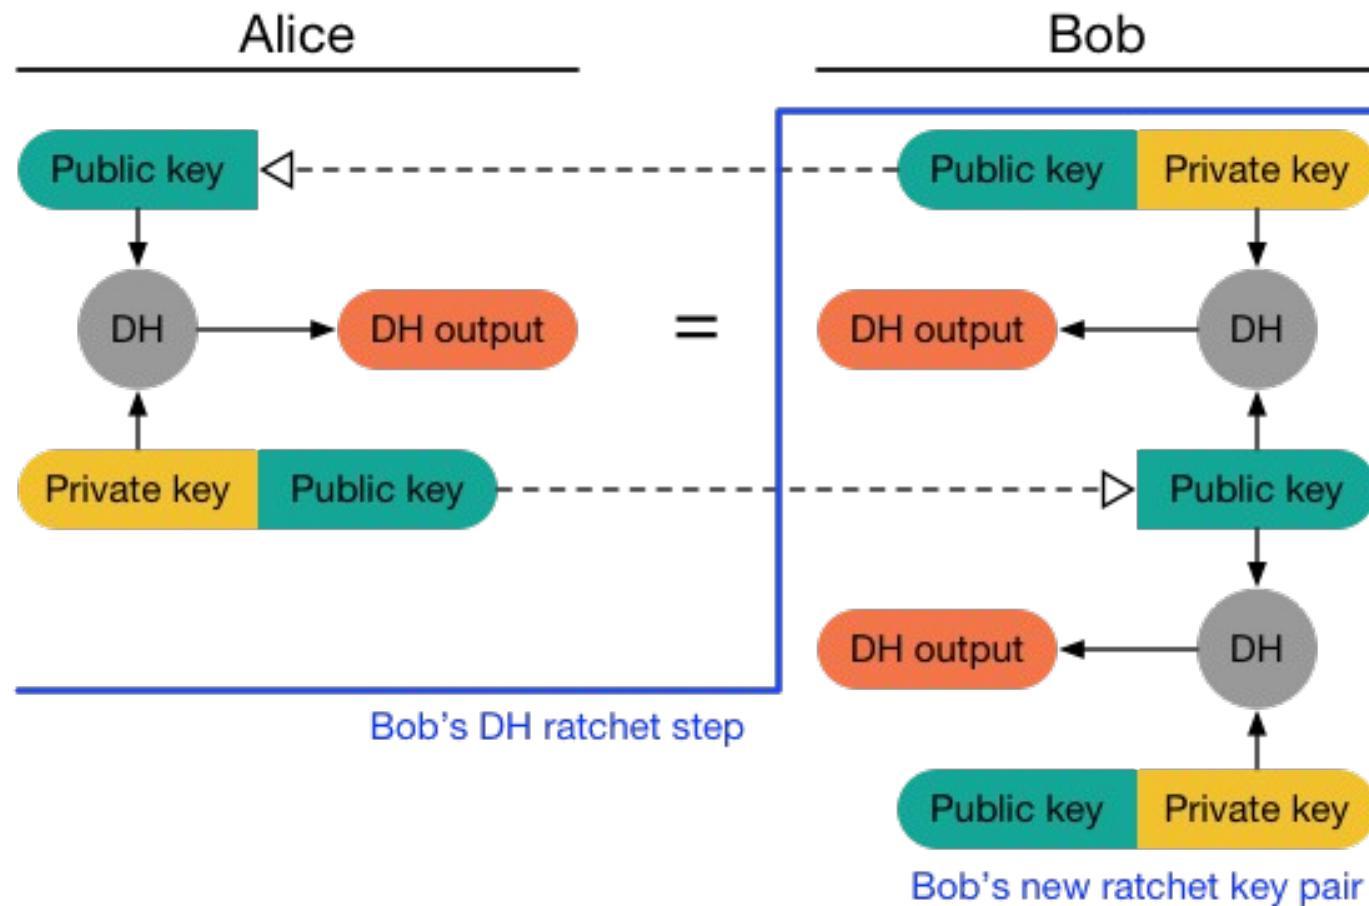 Alice
Bob
Public key
Public key
Private key
DH
DH output
=
DH output
DH
Private key
Public key
Public key
DH output
DH
Bob’s DH ratchet step
Public key
Private key
Bob’s new ratchet key pair